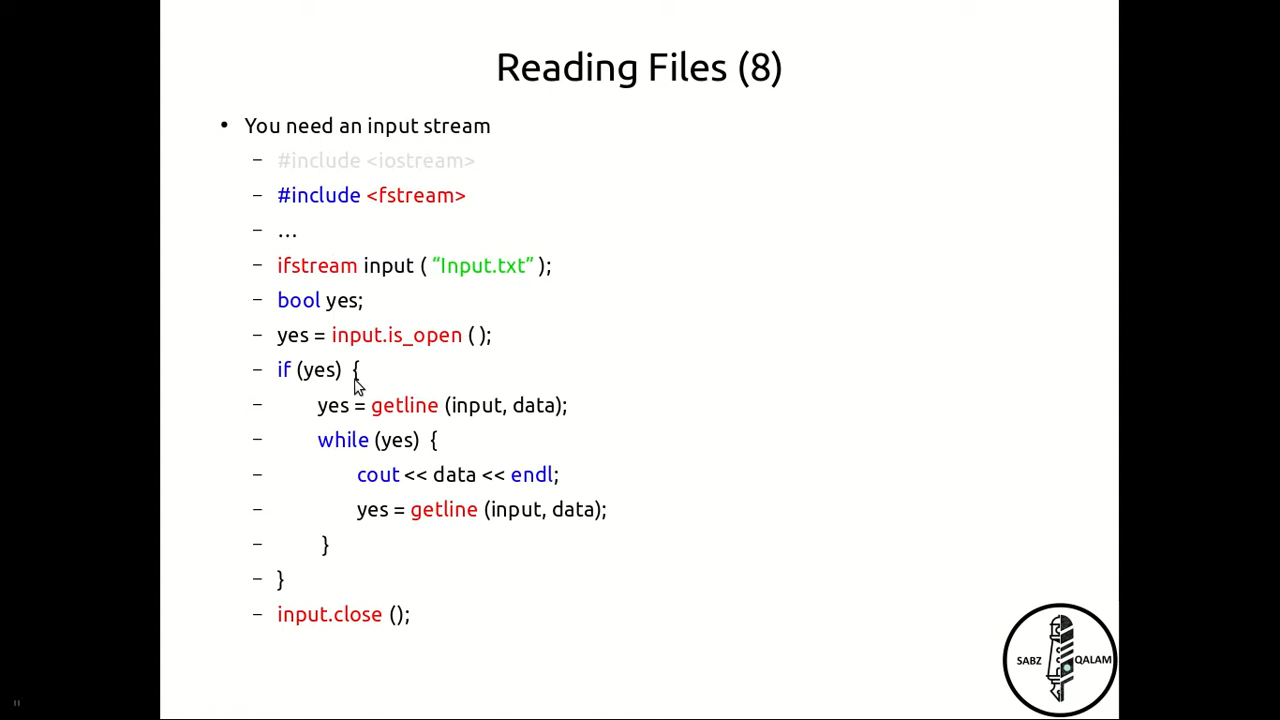 Reading Files (8)
• You need an input stream
– #include <iostream>
– #include <fstream>
– …
– ifstream input ( “Input.txt” );
– bool yes;
– yes = input.is_open ( );
– if (yes) {
– yes = getline (input, data);
– while (yes) {
– cout << data << endl;
– yes = getline (input, data);
– }
– }
– input.close ();
SABZ QALAM